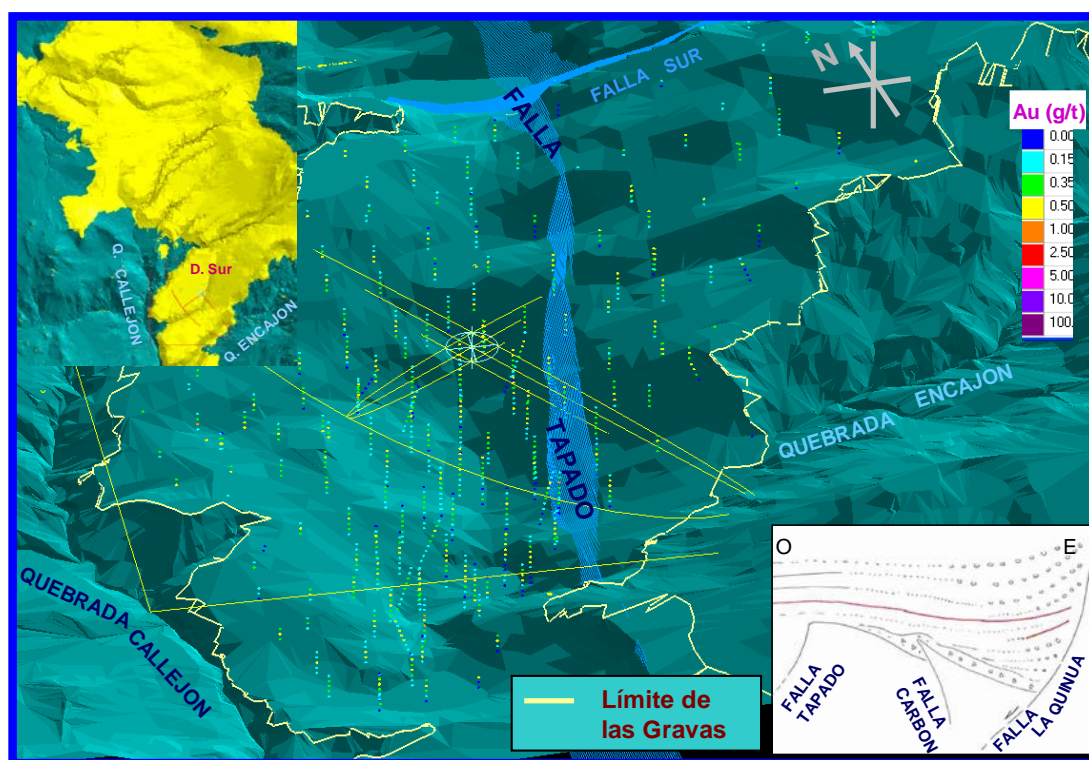 FALLA SUR
N
Au (g/t)
0.00
0.15
0.35
0.50
1.00
2.50
5.00
10.0
100.
FALLA
TAPADO
Q. CALLEJON
D. Sur
Q. ENCAJON
QUEBRADA ENCAJON
QUEBRADA CALLEJON
Límite de
las Gravas
O
E
FALLA
TAPADO
FALLA
CARBON
FALLA
LA QUINUA